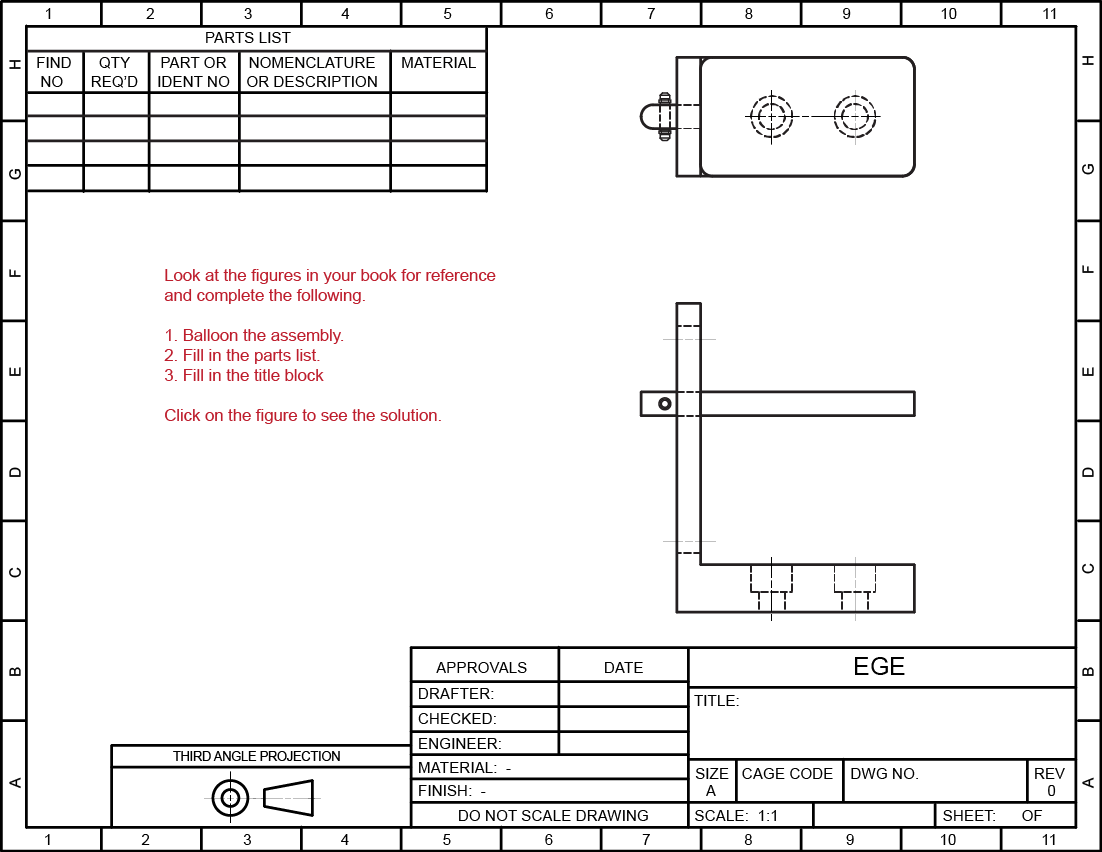 1 2 3 4 5 6 7 8 9 10 11
PARTS LIST
FIND NO
QTY REQ'D
PART OR IDENT NO
NOMENCLATURE OR DESCRIPTION
MATERIAL
H
G
F
E
D
C
B
A
H
G
F
E
D
C
B
A
Look at the figures in your book for reference
and complete the following.
1. Balloon the assembly.
2. Fill in the parts list.
3. Fill in the title block
Click on the figure to see the solution.
THIRD ANGLE PROJECTION
APPROVALS DATE
DRAFTER:
CHECKED:
ENGINEER:
MATERIAL: -
FINISH: -
DO NOT SCALE DRAWING
EGE
TITLE:
SIZE
A
CAGE CODE
DWG NO.
REV
0
SCALE: 1:1
SHEET: OF
1 2 3 4 5 6 7 8 9 10 11